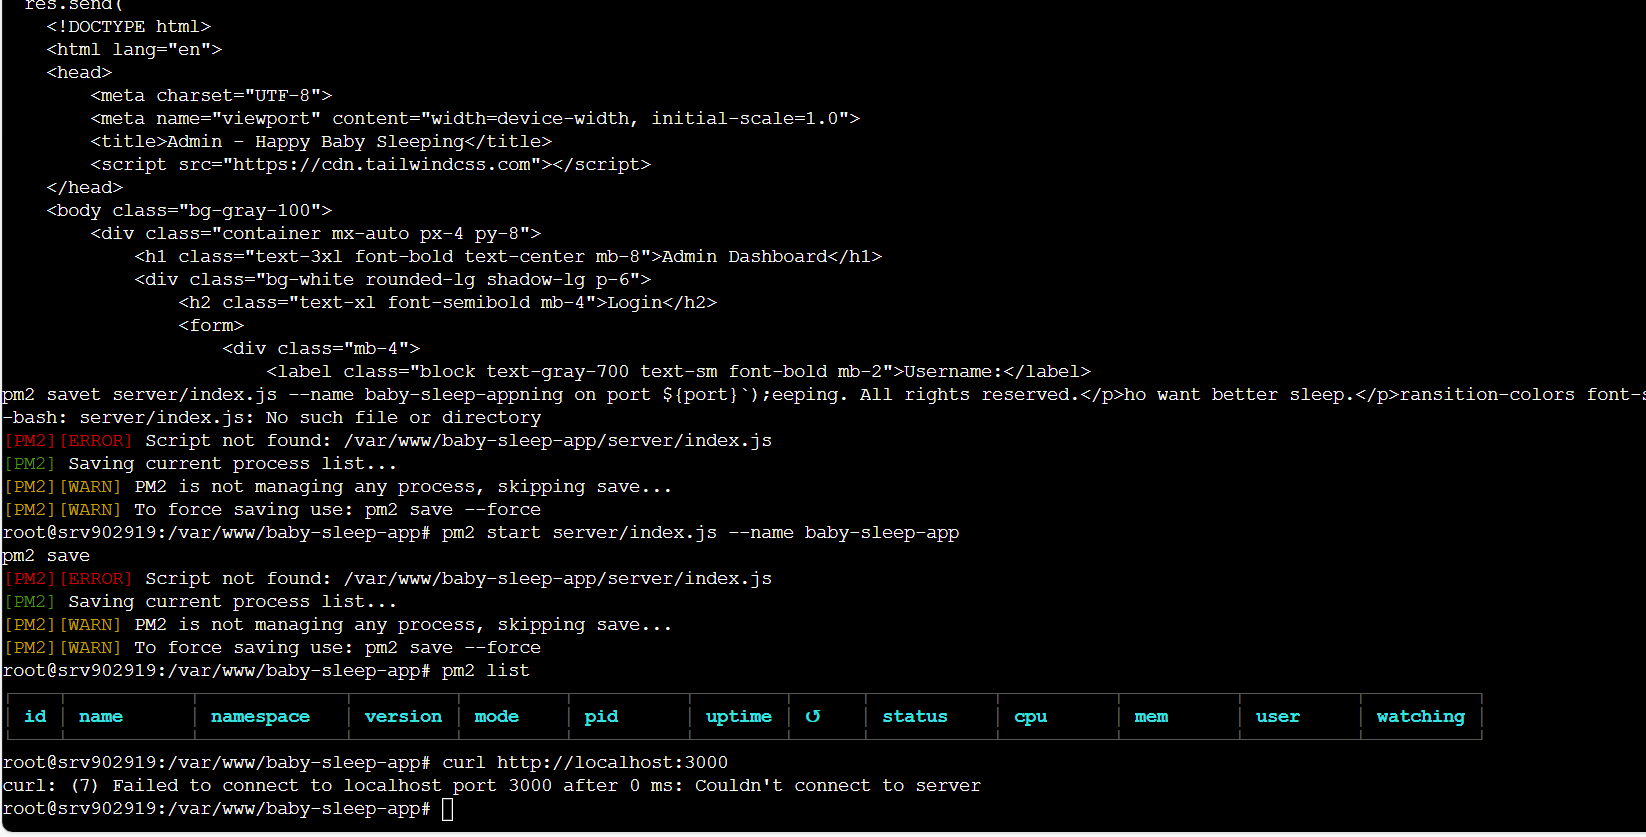 res.send(`
<!DOCTYPE html>
<html lang="en">
<head>
<meta charset="UTF-8">
<meta name="viewport" content="width=device-width, initial-scale=1.0">
<title>Admin - Happy Baby Sleeping</title>
<script src="https://cdn.tailwindcss.com"></script>
</head>
<body class="bg-gray-100">
<div class="container mx-auto px-4 py-8">
<h1 class="text-3xl font-bold text-center mb-8">Admin Dashboard</h1>
<div class="bg-white rounded-lg shadow-lg p-6">
<h2 class="text-xl font-semibold mb-4">Login</h2>
<form>
<div class="mb-4">
<label class="block text-gray-700 text-sm font-bold mb-2">Username:</label>
pm2 savet server/index.js --name baby-sleep-appning on port ${port}`);eeping. All rights reserved.</p>ho want better sleep.</p>ransition-colors font-s
-bash: server/index.js: No such file or directory
[PM2][ERROR] Script not found: /var/www/baby-sleep-app/server/index.js
[PM2] Saving current process list...
[PM2][WARN] PM2 is not managing any process, skipping save...
[PM2][WARN] To force saving use: pm2 save --force
root@srv902919:/var/www/baby-sleep-app# pm2 start server/index.js --name baby-sleep-app
pm2 save
[PM2][ERROR] Script not found: /var/www/baby-sleep-app/server/index.js
[PM2] Saving current process list...
[PM2][WARN] PM2 is not managing any process, skipping save...
[PM2][WARN] To force saving use: pm2 save --force
root@srv902919:/var/www/baby-sleep-app# pm2 list
id name namespace version mode pid uptime ↺ status cpu mem user watching
root@srv902919:/var/www/baby-sleep-app# curl http://localhost:3000
curl: (7) Failed to connect to localhost port 3000 after 0 ms: Couldn't connect to server
root@srv902919:/var/www/baby-sleep-app#